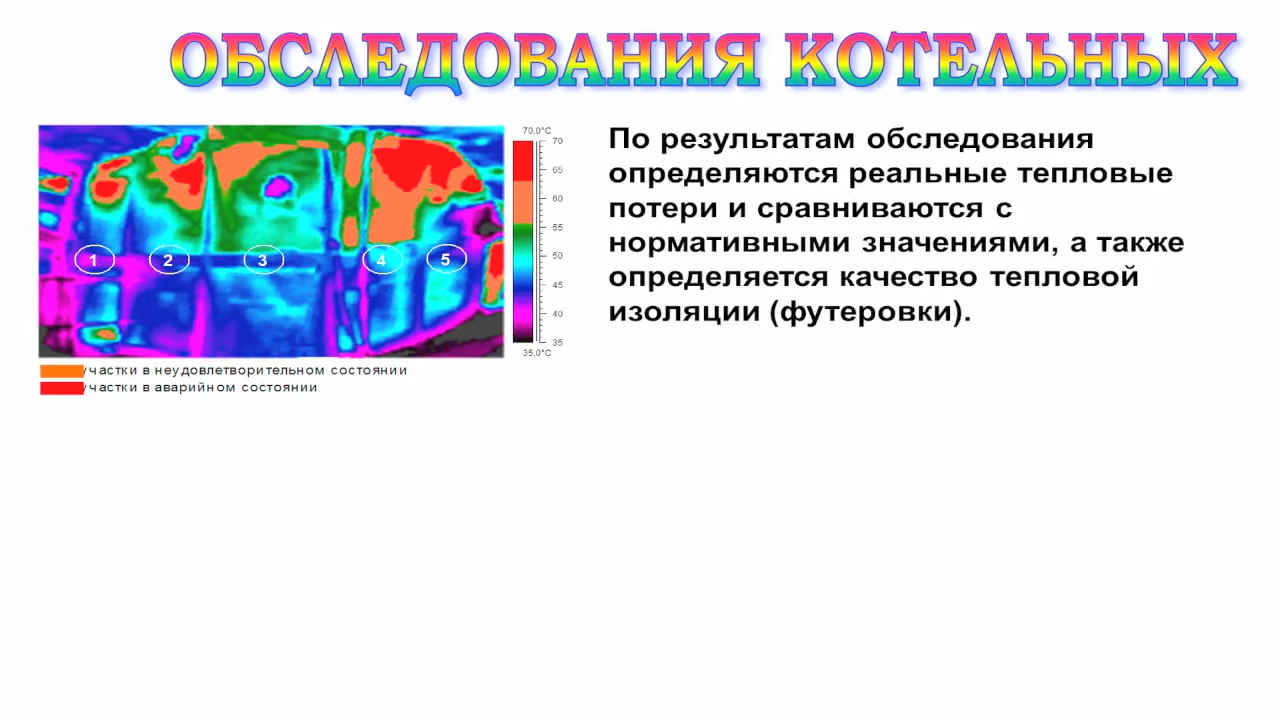 ОБСЛЕДОВАНИЯ КОТЕЛЬНЫХ
70,0°C
70
65
60
55
50
45
40
35
35,0°C
1 2 3 4 5
По результатам обследования
определяются реальные тепловые
потери и сравниваются с
нормативными значениями, а также
определяется качество тепловой
изоляции (футеровки).
участки в неудовлетворительном состоянии
участки в аварийном состоянии